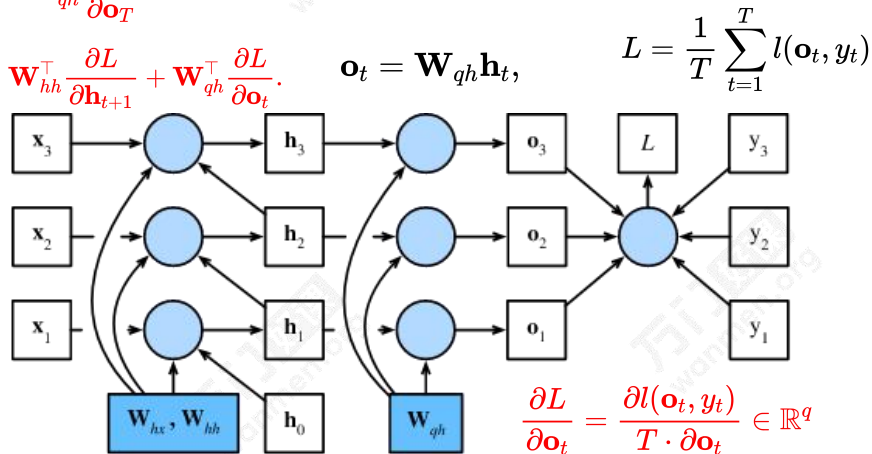 qh ∂o_T
W_{hh}^⊤ ∂L/∂h_{t+1} + W_{qh}^⊤ ∂L/∂o_t.
o_t = W_{qh}h_t,
L = 1/T ∑_{t=1}^{T} l(o_t, y_t)
x_3 h_3 o_3 L y_3
x_2 h_2 o_2 y_2
x_1 h_1 o_1 y_1
W_{hx}, W_{hh} h_0 W_{qh}
∂L/∂o_t = ∂l(o_t, y_t)/(T · ∂o_t) ∈ ℝ^q